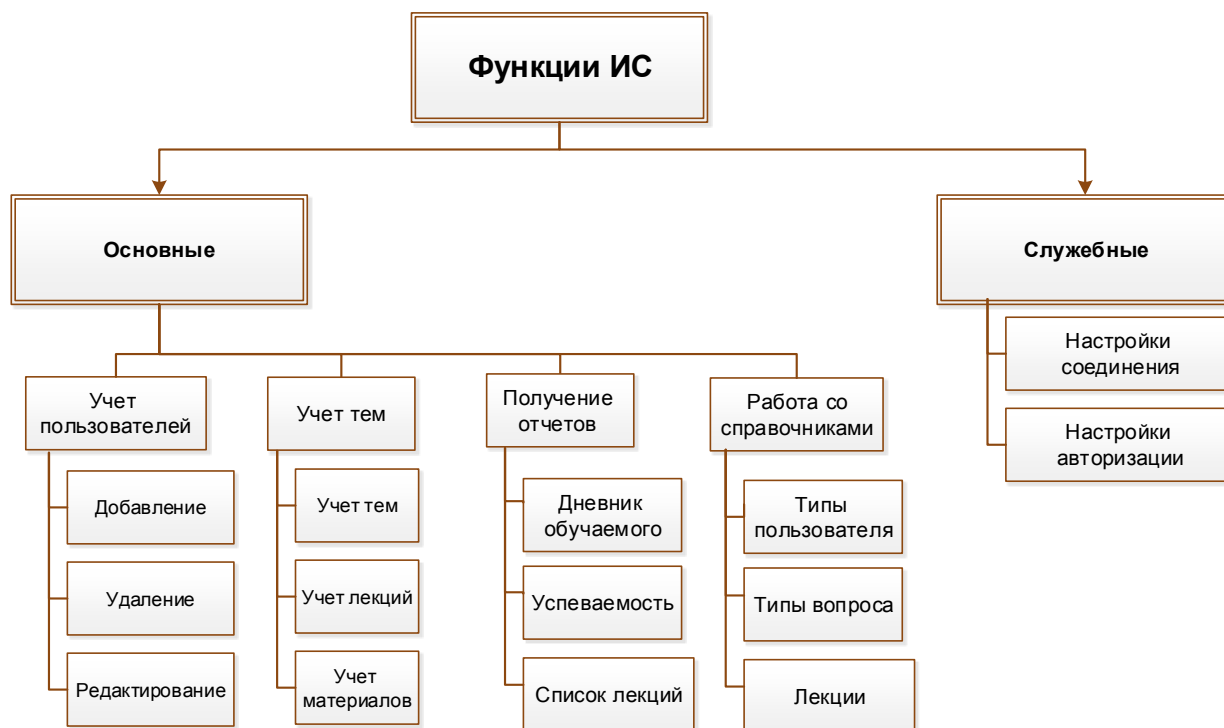 Функции ИС
Основные
Служебные
Учет
пользователей
Добавление
Удаление
Редактирование
Учет тем
Учет тем
Учет лекций
Учет
материалов
Получение
отчетов
Дневник
обучаемого
Успеваемость
Список лекций
Работа со
справочниками
Типы
пользователя
Типы вопроса
Лекции
Настройки
соединения
Настройки
авторизации